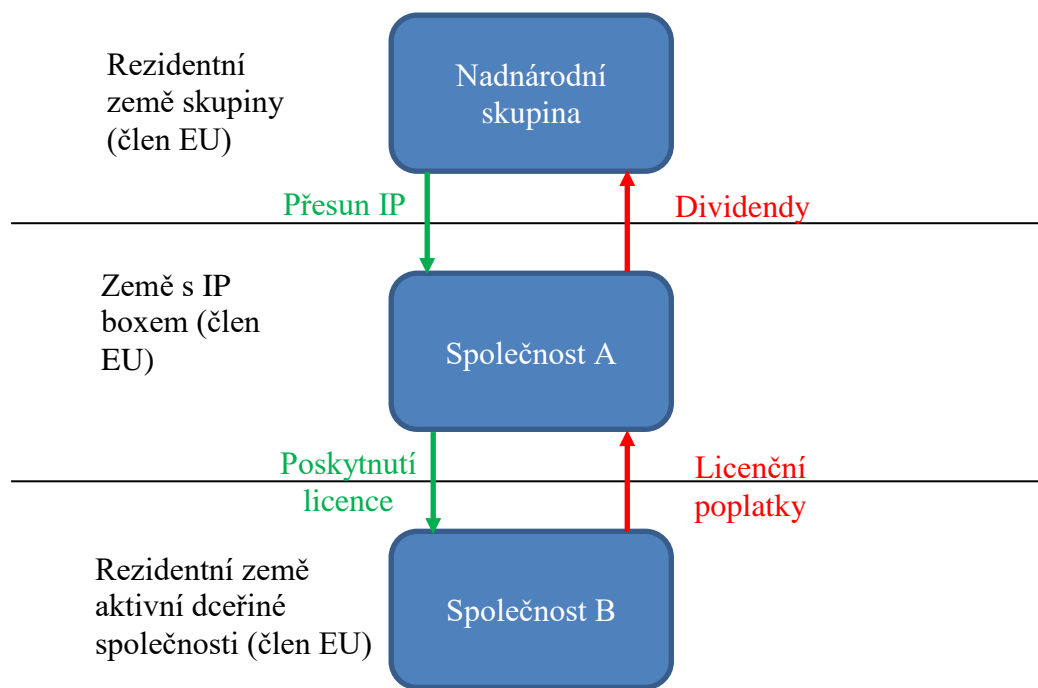 Rezidentní
země skupiny
(člen EU)
Nadnárodní
skupina
Přesun IP
Dividendy
Země s IP
boxem (člen
EU)
Společnost A
Poskytnutí
licence
Licenční
poplatky
Rezidentní země
aktivní dceřiné
společnosti (člen EU)
Společnost B